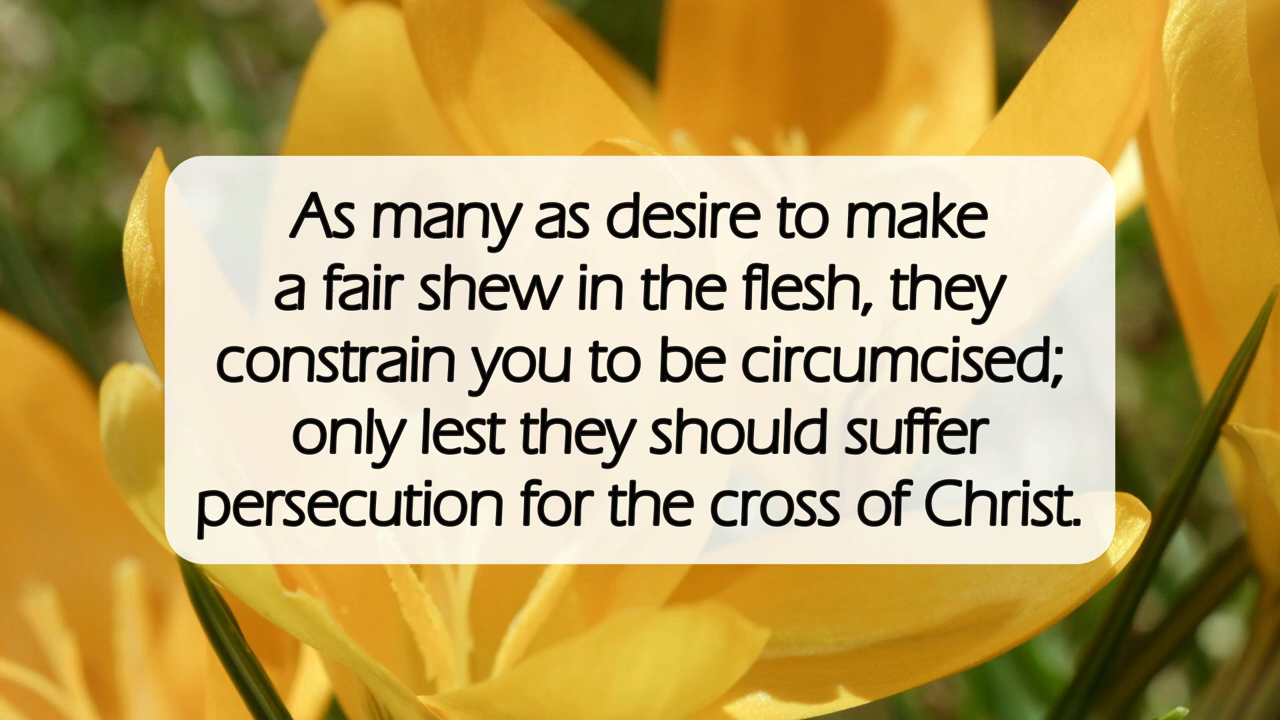 As many as desire to make
a fair shew in the flesh, they
constrain you to be circumcised;
only lest they should suffer
persecution for the cross of Christ.